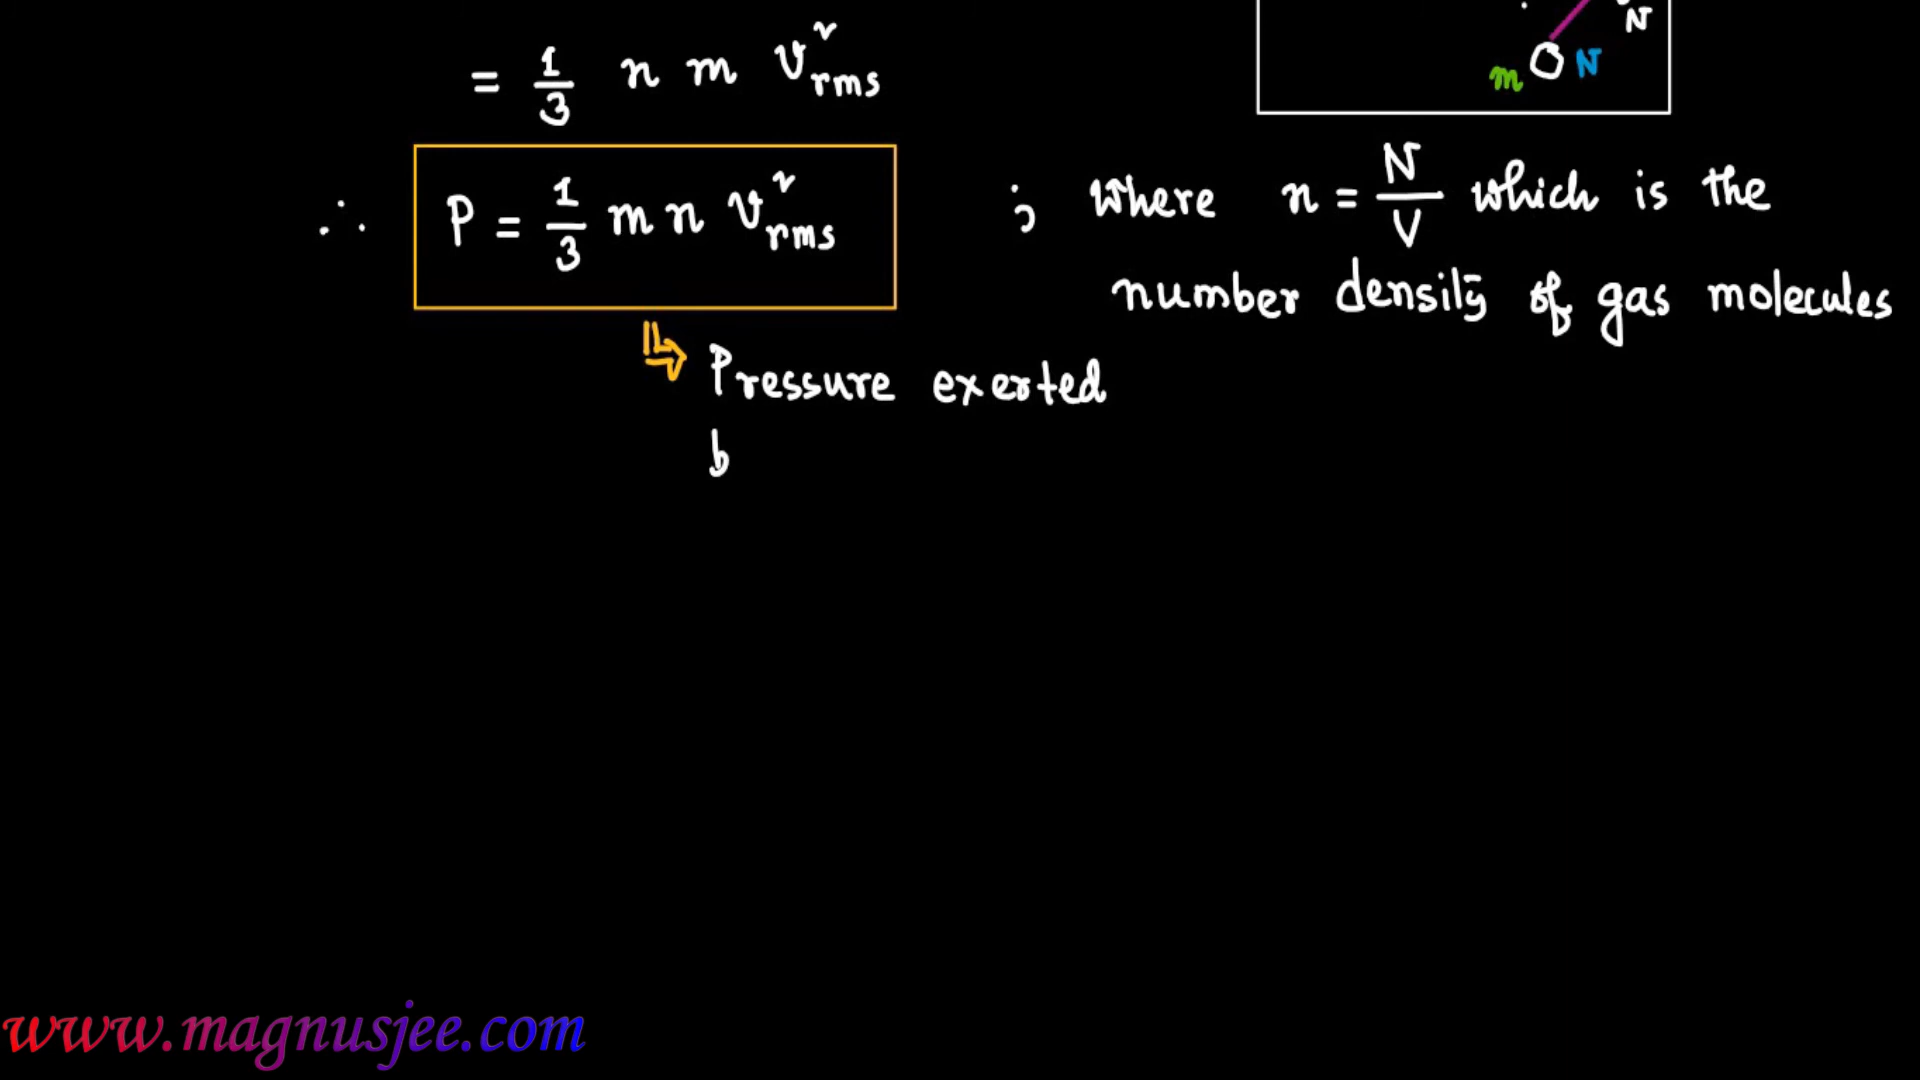 = 1/3 n m v²rms
N
m N
∴ P = 1/3 m n v²rms ; where n = N/V which is the
number density of gas molecules
Pressure exerted
b
www.magnusjee.com